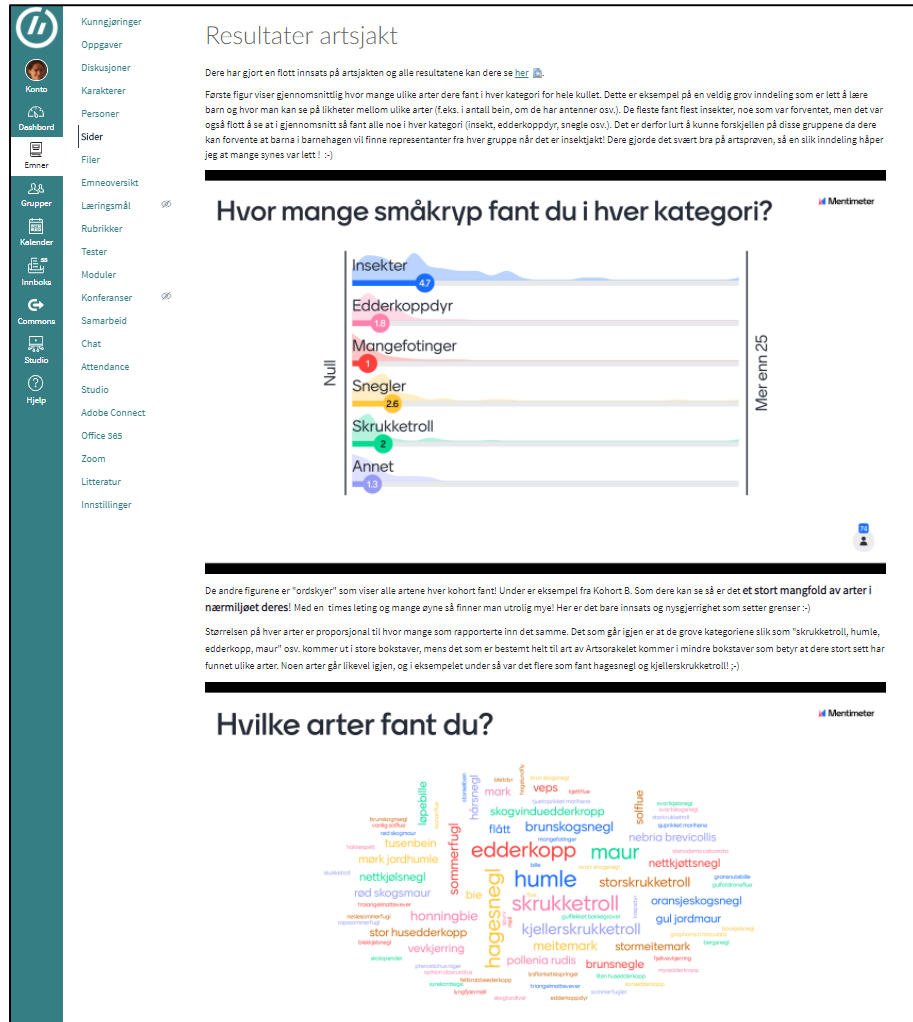 Konto
Dashbord
Emner
Grupper
Kalender
Innboks
Commons
Studio
Hjelp
Kunngjøringer
Oppgaver
Diskusjoner
Karakterer
Personer
Sider
Filer
Emneoversikt
Læringsmål
Rubrikker
Tester
Moduler
Konferanser
Samarbeid
Chat
Attendance
Studio
Adobe Connect
Office 365
Zoom
Litteratur
Innstillinger
Resultater artsjakt
Dere har gjort en flott innsats på artsjakten og alle resultatene kan dere se her
Første figur viser gjennomsnittlig hvor mange ulike arter dere fant i hver kategori for hele kullet. Dette er eksempel på en veldig grov inndeling som er lett å lære
barn og hvor man kan se på likheter mellom ulike arter (f.eks. i antall bein, om de har antenner osv.). De fleste fant flest insekter, noe som var forventet, men det var
også flott å se at i gjennomsnitt så fant alle noe i hver kategori (insekt, edderkoppdyr, snegle osv.). Det er derfor lurt å kunne forskjellen på disse gruppene da dere
kan forvente at barna i barnehagen vil finne representanter fra hver gruppe når det er insektjakt! Dere gjorde det svært bra på artsprøven, så en slik inndeling håper
jeg at mange synes var lett ! :-)
Hvor mange småkryp fant du i hver kategori?
Mentimeter
Null
Insekter
4.7
Edderkoppdyr
1.8
Mangefotinger
1
Snegler
2.6
Skrukketroll
2
Annet
1.3
Mer enn 25
74
De andre figurene er "ordskyer" som viser alle artene hver kohort fant! Under er eksempel fra Kohort B. Som dere kan se så er det et stort mangfold av arter i
nærmiljøet deres! Med en times leting og mange øyne så finner man utrolig mye! Her er det bare innsats og nysgjerrighet som setter grenser :-)
Størrelsen på hver arter er proporsjonal til hvor mange som rapporterte inn det samme. Det som går igjen er at de grove kategoriene slik som "skrukketroll, humle,
edderkopp, maur" osv. kommer ut i store bokstaver, mens det som er bestemt helt til art av Artsorakelet kommer i mindre bokstaver som betyr at dere stort sett har
funnet ulike arter. Noen arter går likevel igjen, og i eksempelet under så var det flere som fant hagesnegl og kjellerskrukketroll! ;-)
Hvilke arter fant du?
Mentimeter
løpebille
hårsnegl
mark
veps
solflue
skogvinduedderkropp
flått
brunskogsnegl
nebria brevicollis
tusenbein
mørk jordhumle
sommerfugl
edderkopp
maur
nettkjøttsnegl
nettkjølsnegl
rød skogsmaur
bie
humle
storskrukketroll
hagesnegl
skrukketroll
oransjeskogsnegl
honningbie
gul jordmaur
stor husedderkopp
kjellerskrukketroll
vevkjerring
meitemark
stormeitemark
pollenia rudis
brunsnegle
mangefotinger
brunskogsnegl
vanlig solflue
rød skogmaur
skolopender
triangelmattevever
edderkoppdyr
sommerfugler